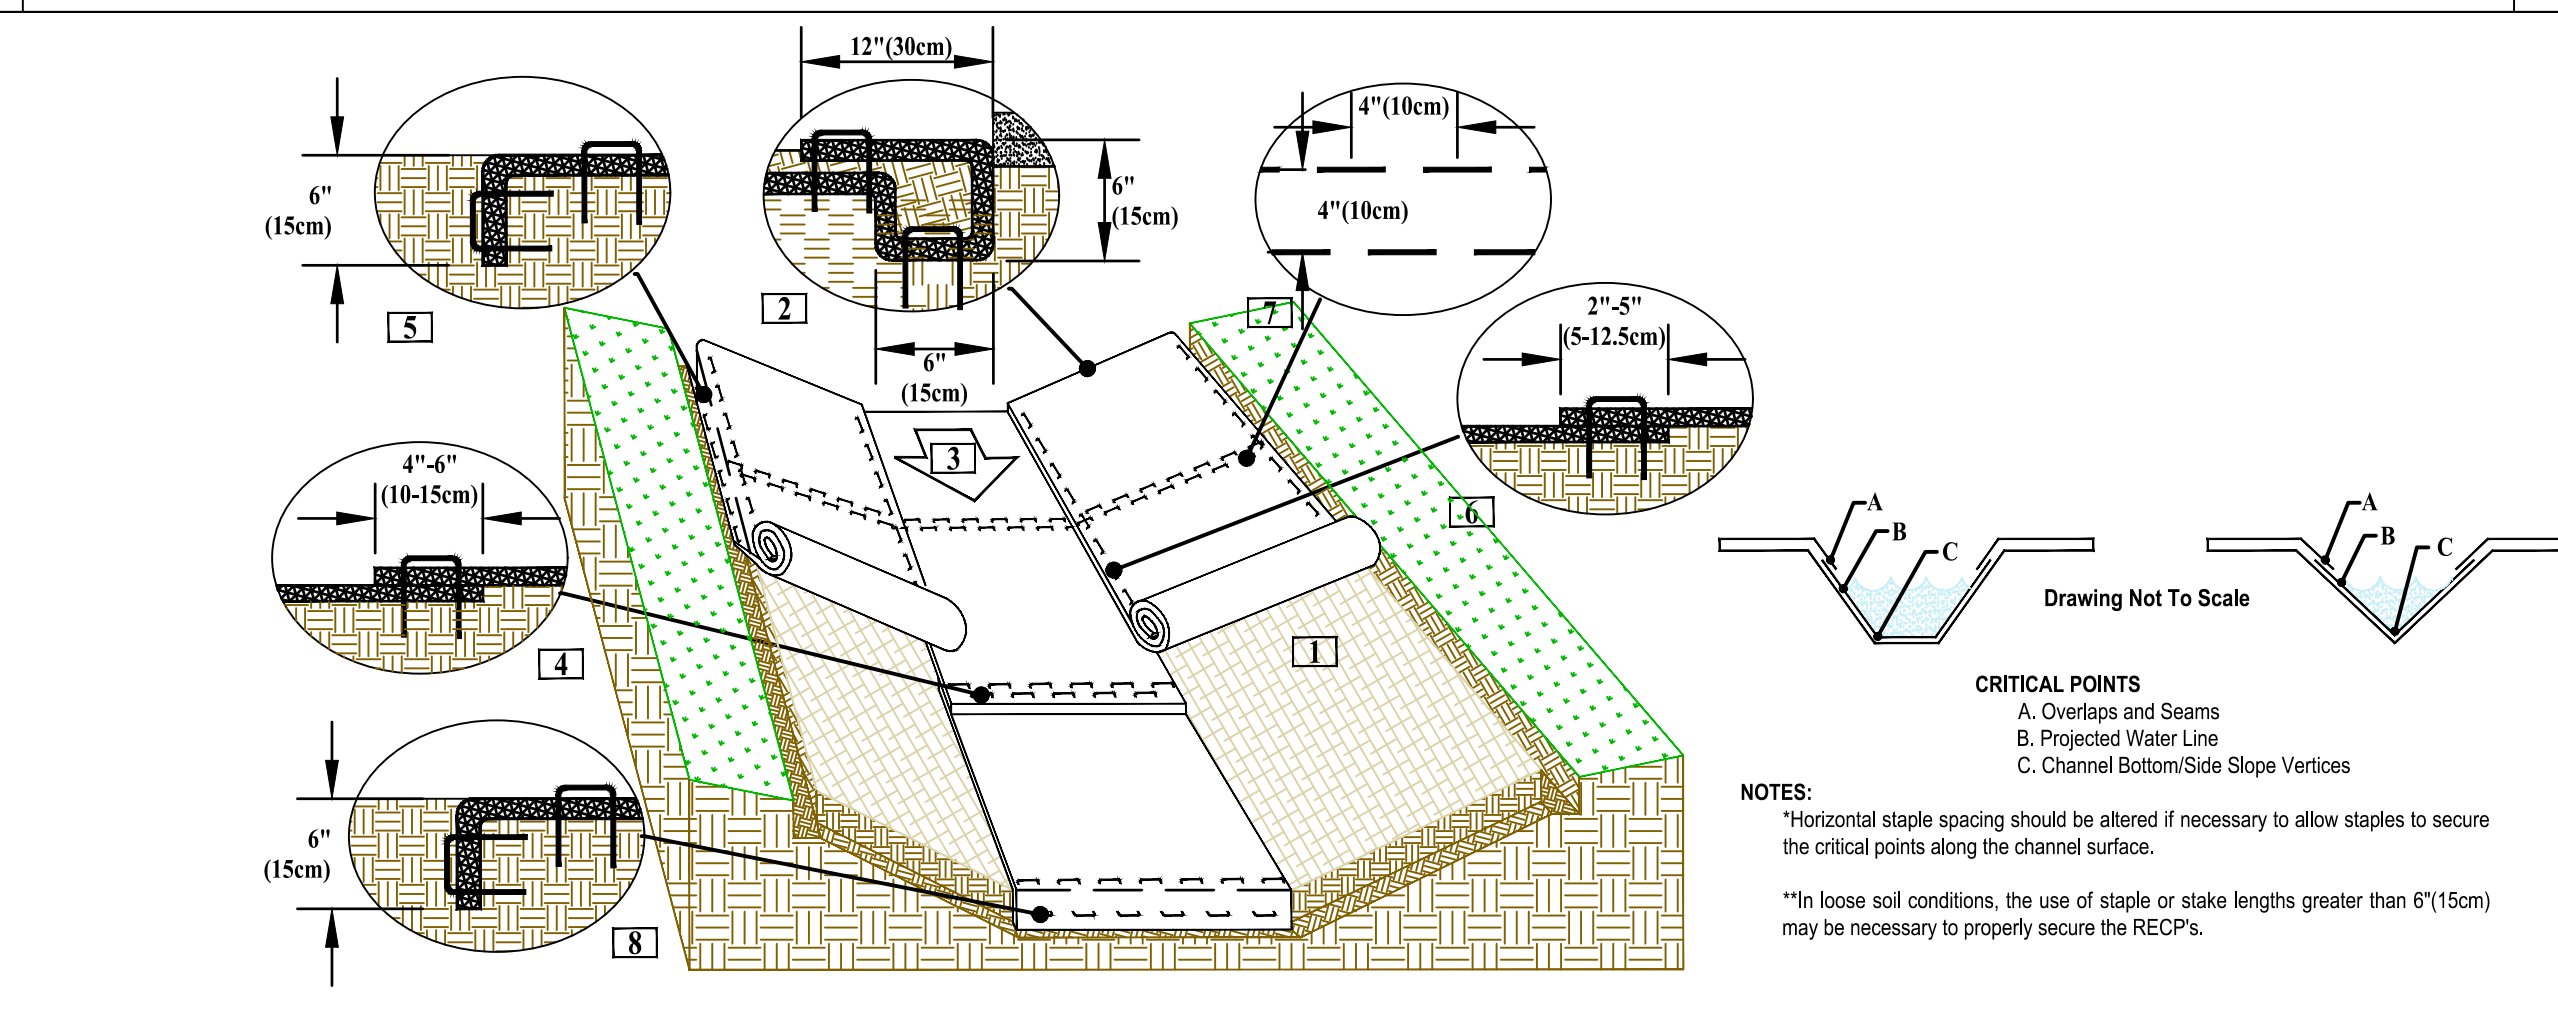 12"(30cm)
6"
(15cm)
5
6"
(15cm)
2
6"
(15cm)
4"(10cm)
4"(10cm)
7
2"-5"
(5-12.5cm)
6
3
4"-6"
(10-15cm)
4
1
6"
(15cm)
8
A
B
C
Drawing Not To Scale
A
B
C
CRITICAL POINTS
A. Overlaps and Seams
B. Projected Water Line
C. Channel Bottom/Side Slope Vertices
NOTES:
*Horizontal staple spacing should be altered if necessary to allow staples to secure
the critical points along the channel surface.
**In loose soil conditions, the use of staple or stake lengths greater than 6"(15cm)
may be necessary to properly secure the RECP's.